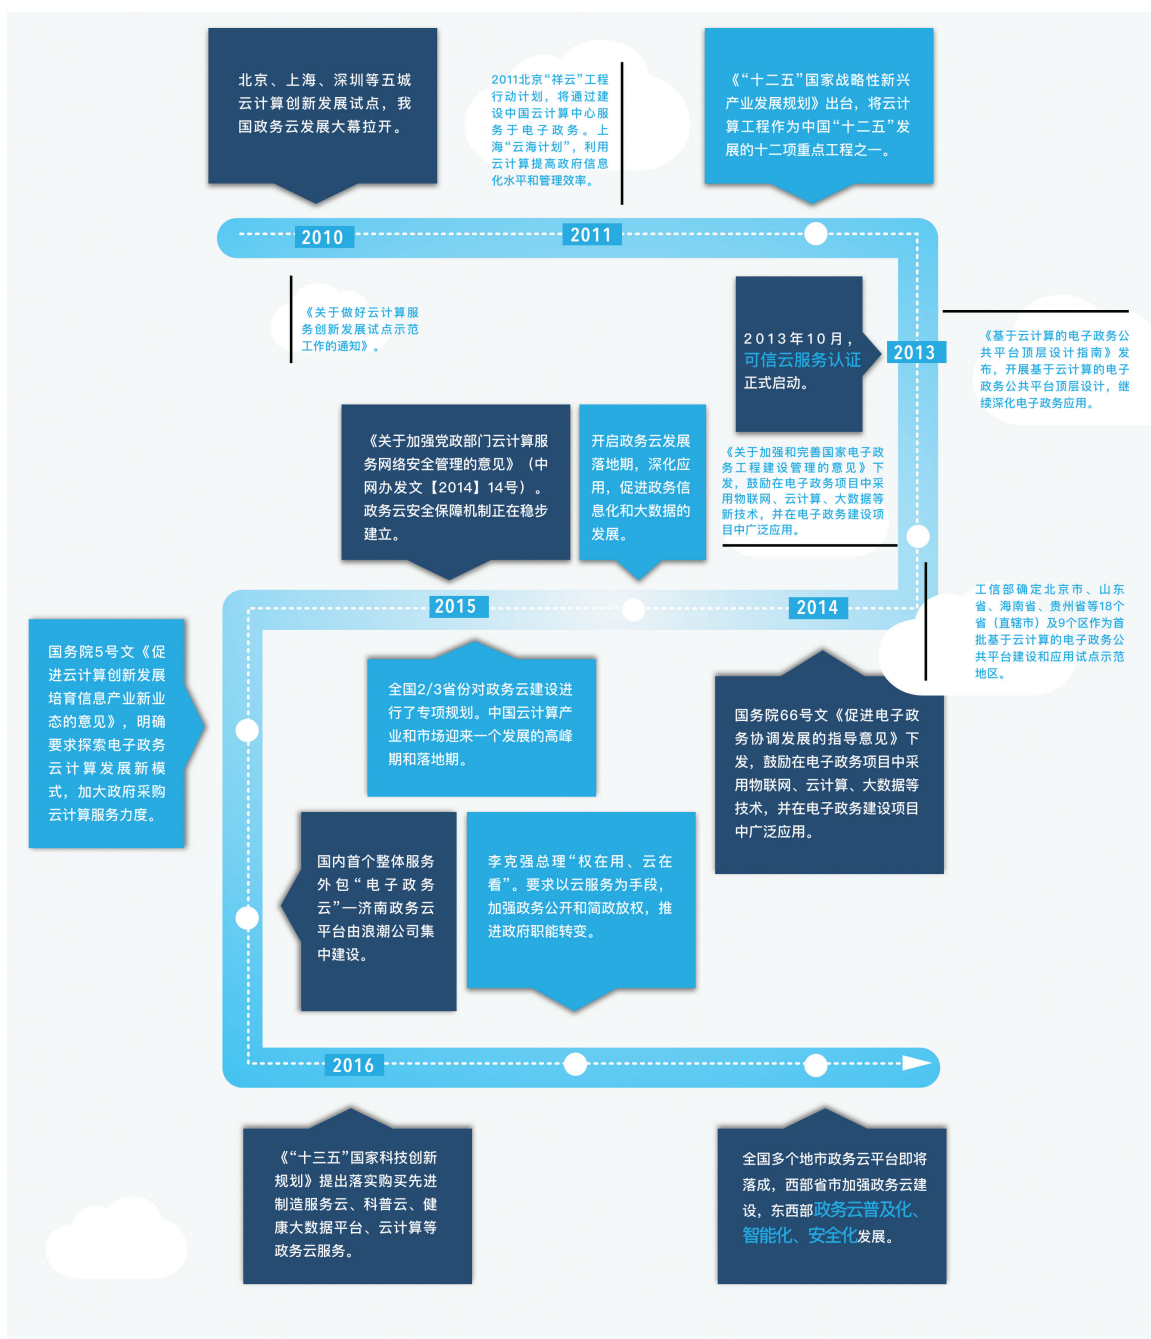 北京、上海、深圳等五城
云计算创新发展试点，我
国政务云发展大幕拉开。
2011北京“祥云”工程
行动计划，将通过建
设中国云计算中心服
务于电子政务。上
海“云海计划”，利用
云计算提高政府信息
化水平和管理效率。
《“十二五”国家战略性新兴
产业发展规划》出台，将云计
算工程作为中国“十二五”发
展的十二项重点工程之一。
2010
2011
《关于做好云计算服
务创新发展试点示范
工作的通知》。
2013年10月，
可信云服务认证
正式启动。
2013
《基于云计算的电子政务公
共平台顶层设计指南》发
布，开展基于云计算的电子
政务公共平台顶层设计，继
续深化电子政务应用。
《关于加强党政部门云计算服
务网络安全管理的意见》（中
网办发文【2014】14号）。
政务云安全保障机制正在稳步
建立。
开启政务云发展
落地期，深化应
用，促进政务信
息化和大数据的
发展。
《关于加强和完善国家电子政
务工程建设管理的意见》下
发，鼓励在电子政务项目中采
用物联网、云计算、大数据等
新技术，并在电子政务建设项
目中广泛应用。
2015
2014
工信部确定北京市、山东
省、海南省、贵州省等18个
省（直辖市）及9个区作为首
批基于云计算的电子政务公
共平台建设和应用试点示范
地区。
国务院5号文《促
进云计算创新发展
培育信息产业新业
态的意见》，明确
要求探索电子政务
云计算发展新模
式，加大政府采购
云计算服务力度。
全国2/3省份对政务云建设进
行了专项规划。中国云计算产
业和市场迎来一个发展的高峰
期和落地期。
国务院66号文《促进电子政
务协调发展的指导意见》下
发，鼓励在电子政务项目中采
用物联网、云计算、大数据等
技术，并在电子政务建设项目
中广泛应用。
国内首个整体服务
外包“电子政务
云”—济南政务云
平台由浪潮公司集
中建设。
李克强总理“权在用、云在
看”。要求以云服务为手段，
加强政务公开和简政放权，推
进政府职能转变。
2016
《“十三五”国家科技创新
规划》提出落实购买先进
制造服务云、科普云、健
康大数据平台、云计算等
政务云服务。
全国多个地市政务云平台即将
落成，西部省市加强政务云建
设，东西部政务云普及化、
智能化、安全化发展。